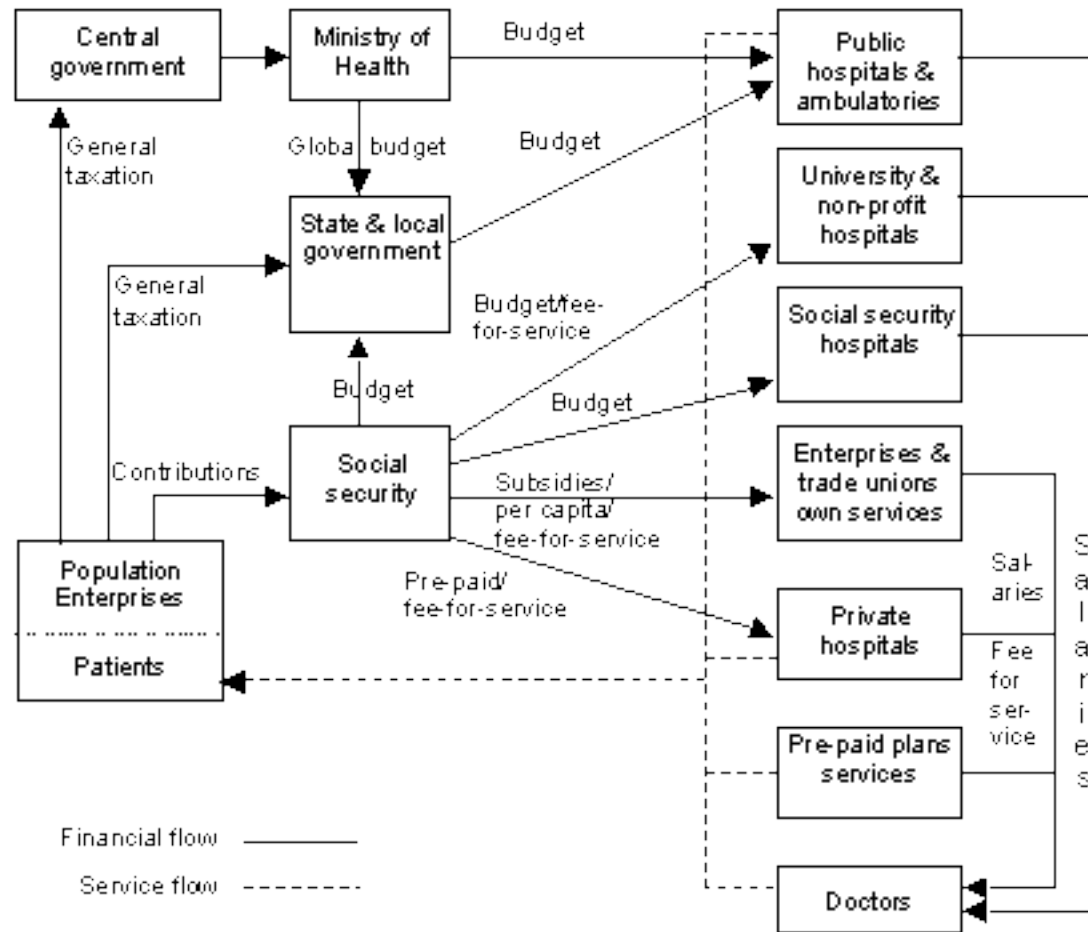 Central
government
Ministry of
Health
Budget
Public
hospitals &
ambulatories
General
taxation
Global budget
Budget
University &
non-profit
hospitals
State & local
government
General
taxation
Budget/fee-
for-service
Social security
hospitals
Budget
Budget
Contributions
Social
security
Enterprises &
trade unions
own services
Subsidies/
per capita/
fee-for-service
Population
Enterprises
Patients
Pre-paid/
fee-for-service
Sal-
aries
Salaries
Private
hospitals
Fee
for
ser-
vice
Pre-paid plans
services
Financial flow
Service flow
Doctors